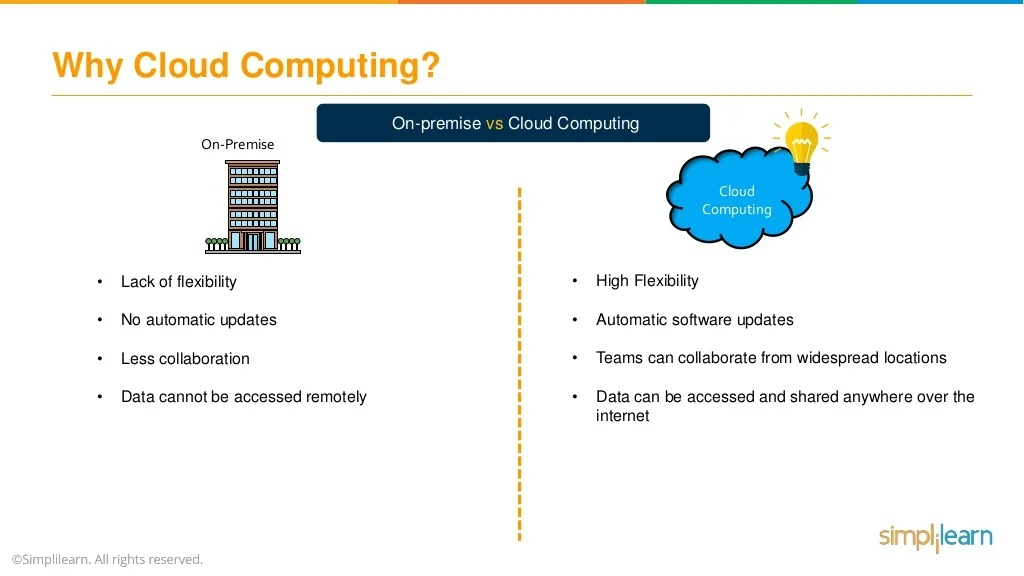 Why Cloud Computing?
On-premise vs Cloud Computing
On-Premise
• Lack of flexibility
• No automatic updates
• Less collaboration
• Data cannot be accessed remotely
Cloud
Computing
• High Flexibility
• Automatic software updates
• Teams can collaborate from widespread locations
• Data can be accessed and shared anywhere over the
internet
©Simplilearn. All rights reserved.
simplilearn